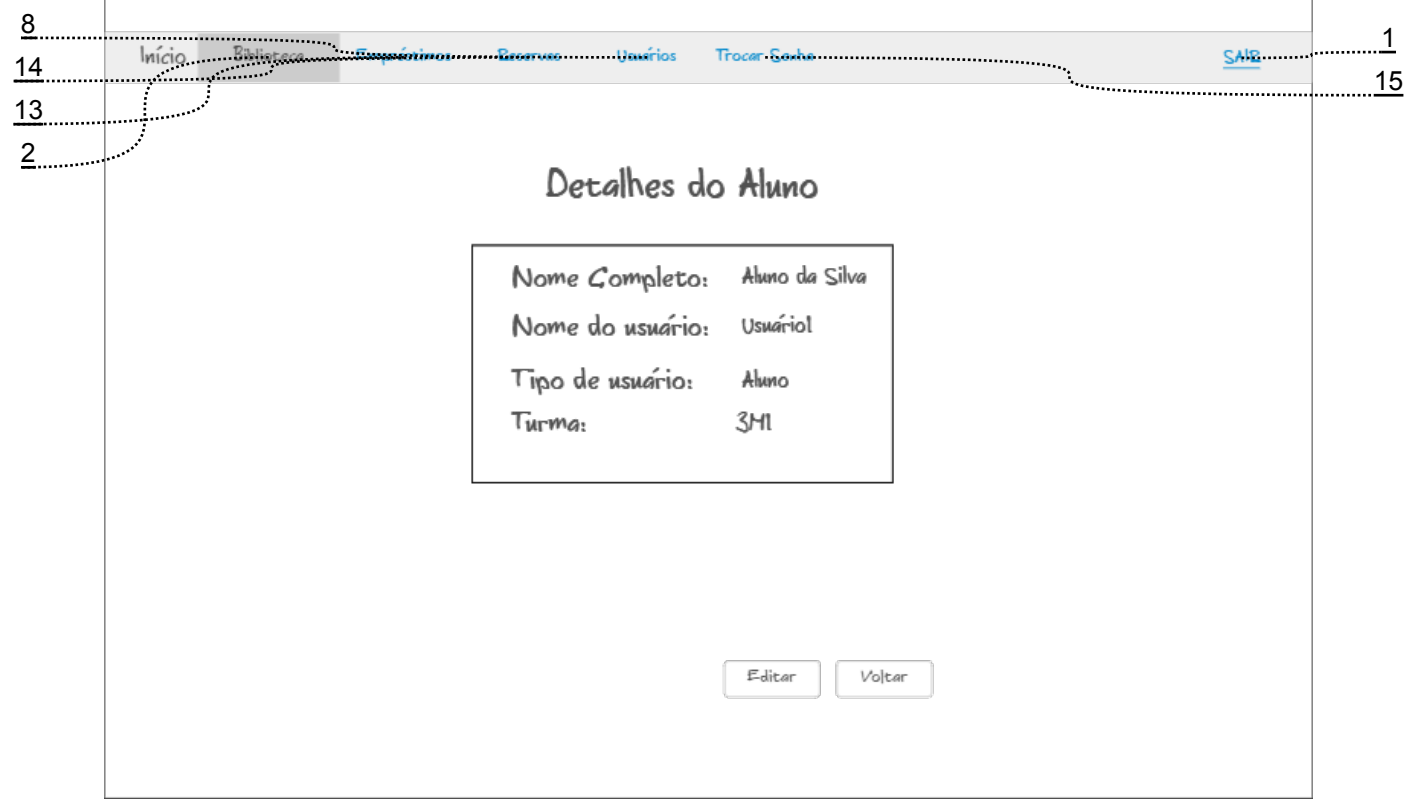 8
1
Início Biblioteca Empréstimos Reservas Usuários Trocar Senha SAIR
14
15
13
2
Detalhes do Aluno
Nome Completo: Aluno da Silva
Nome do usuário: Usuário1
Tipo de usuário: Aluno
Turma: 3M1
Editar Voltar